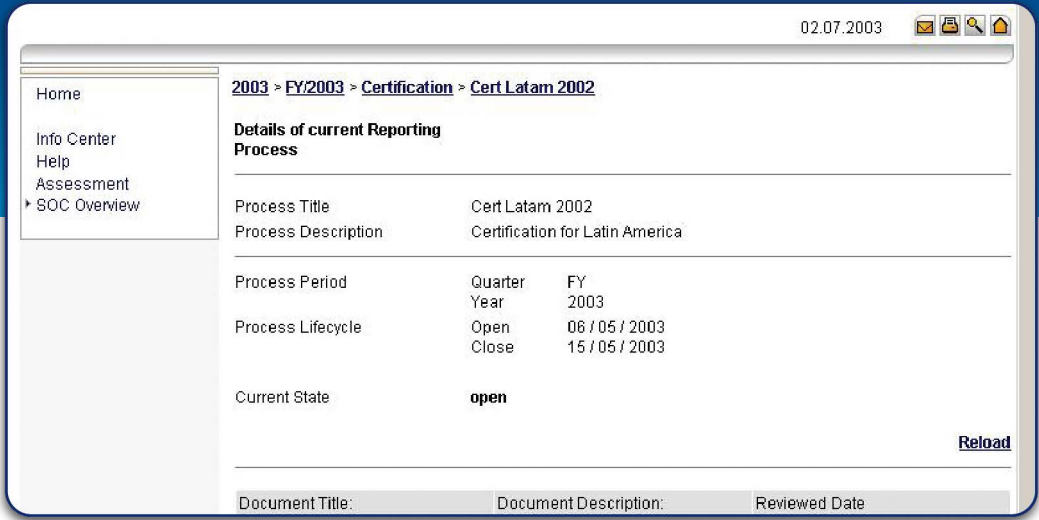 02.07.2003
Home
Info Center
Help
Assessment
SOC Overview
2003 > FY/2003 > Certification > Cert Latam 2002
Details of current Reporting
Process
Process Title Cert Latam 2002
Process Description Certification for Latin America
Process Period Quarter FY
Year 2003
Process Lifecycle Open 06 / 05 / 2003
Close 15 / 05 / 2003
Current State open
Reload
Document Title: Document Description: Reviewed Date